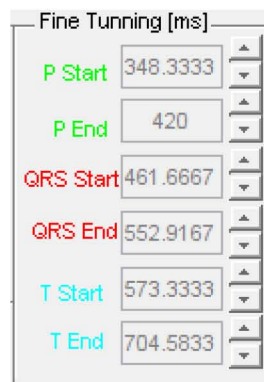 Fine Tunning [ms]
P Start 348.3333
P End 420
QRS Start 461.6667
QRS End 552.9167
T Start 573.3333
T End 704.5833